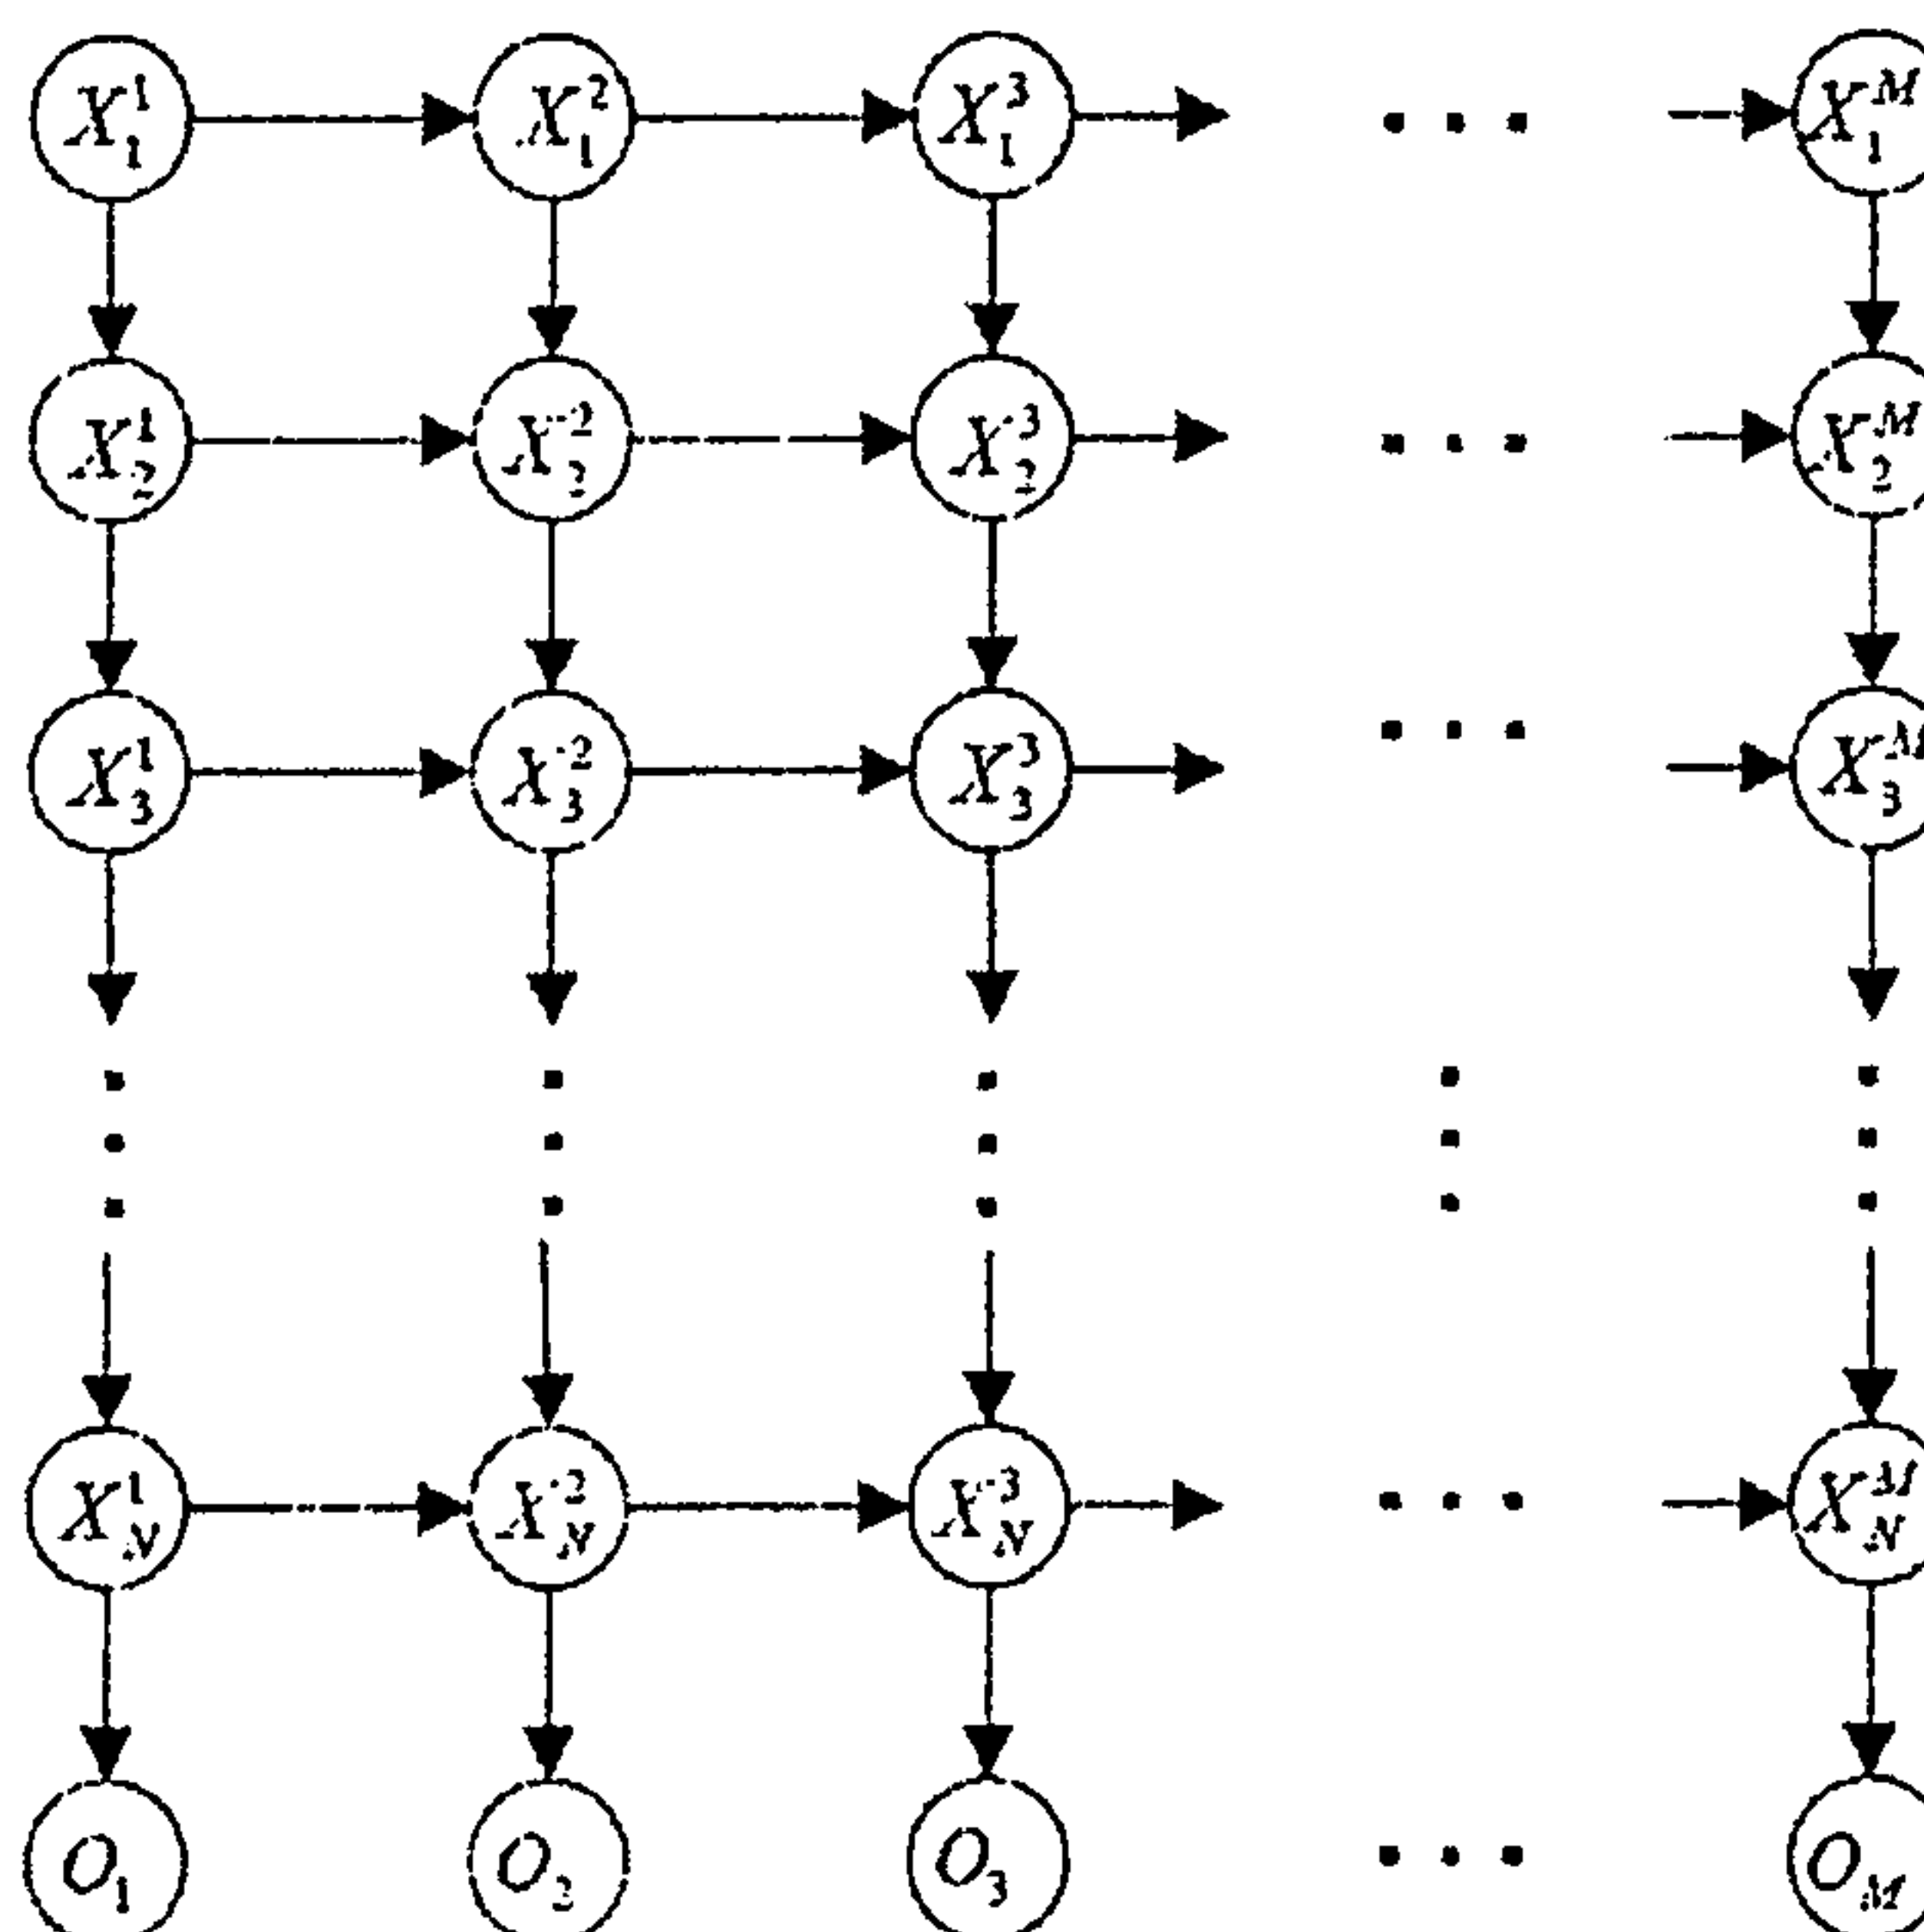 X_1^1 X_1^2 X_1^3 ... X_1^M
X_2^1 X_2^2 X_2^3 ... X_2^M
X_3^1 X_3^2 X_3^3 ... X_3^M
X_N^1 X_N^2 X_N^3 ... X_N^M
O_1 O_2 O_3 ... O_M